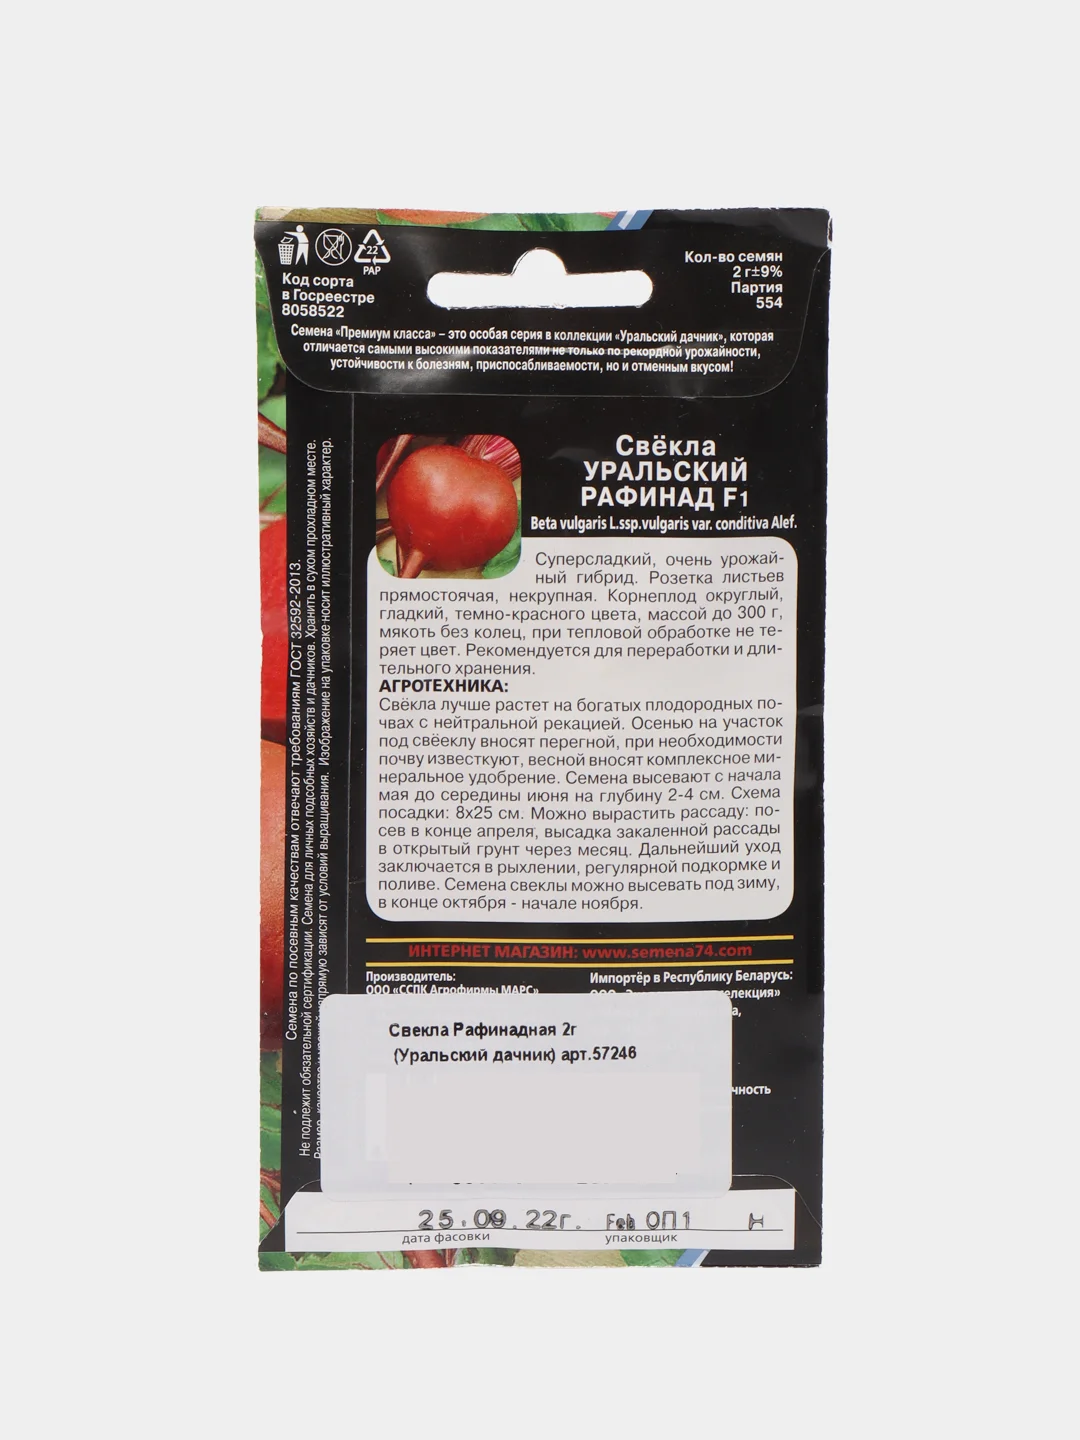 22
PAP
Код сорта
в Госреестре
8058522
Кол-во семян
2 г±9%
Партия
554
Семена «Премиум класса» – это особая серия в коллекции «Уральский дачник», которая
отличается самыми высокими показателями не только по рекордной урожайности,
устойчивости к болезням, приспосабливаемости, но и отменным вкусом!
Свёкла
УРАЛЬСКИЙ
РАФИНАД F1
Beta vulgaris L.ssp.vulgaris var. conditiva Alef.
Суперсладкий, очень урожай-
ный гибрид. Розетка листьев
прямостоячая, некрупная. Корнеплод округлый,
гладкий, темно-красного цвета, массой до 300 г,
мякоть без колец, при тепловой обработке не те-
ряет цвет. Рекомендуется для переработки и дли-
тельного хранения.
АГРОТЕХНИКА:
Свёкла лучше растет на богатых плодородных по-
чвах с нейтральной рекацией. Осенью на участок
под свёеклу вносят перегной, при необходимости
почву известкуют, весной вносят комплексное ми-
неральное удобрение. Семена высевают с начала
мая до середины июня на глубину 2-4 см. Схема
посадки: 8х25 см. Можно вырастить рассаду: по-
сев в конце апреля, высадка закаленной рассады
в открытый грунт через месяц. Дальнейший уход
заключается в рыхлении, регулярной подкормке и
поливе. Семена свеклы можно высевать под зиму,
в конце октября - начале ноября.
ИНТЕРНЕТ МАГАЗИН: www.semena74.com
Производитель:
ООО «ССПК Агрофирмы МАРС»
Импортёр в Республику Беларусь:
ООО
Свекла Рафинадная 2г
(Уральский дачник) арт.57246
25.09.22г. ОП1
дата фасовки упаковщик
Семена по посевным качествам отвечают требованиям ГОСТ 32592-2013.
Не подлежит обязательной сертификации. Семена для личных подсобных хозяйств и дачников. Хранить в сухом прохладном месте.
зависят от условий выращивания. Изображение на упаковке носит иллюстративный характер.